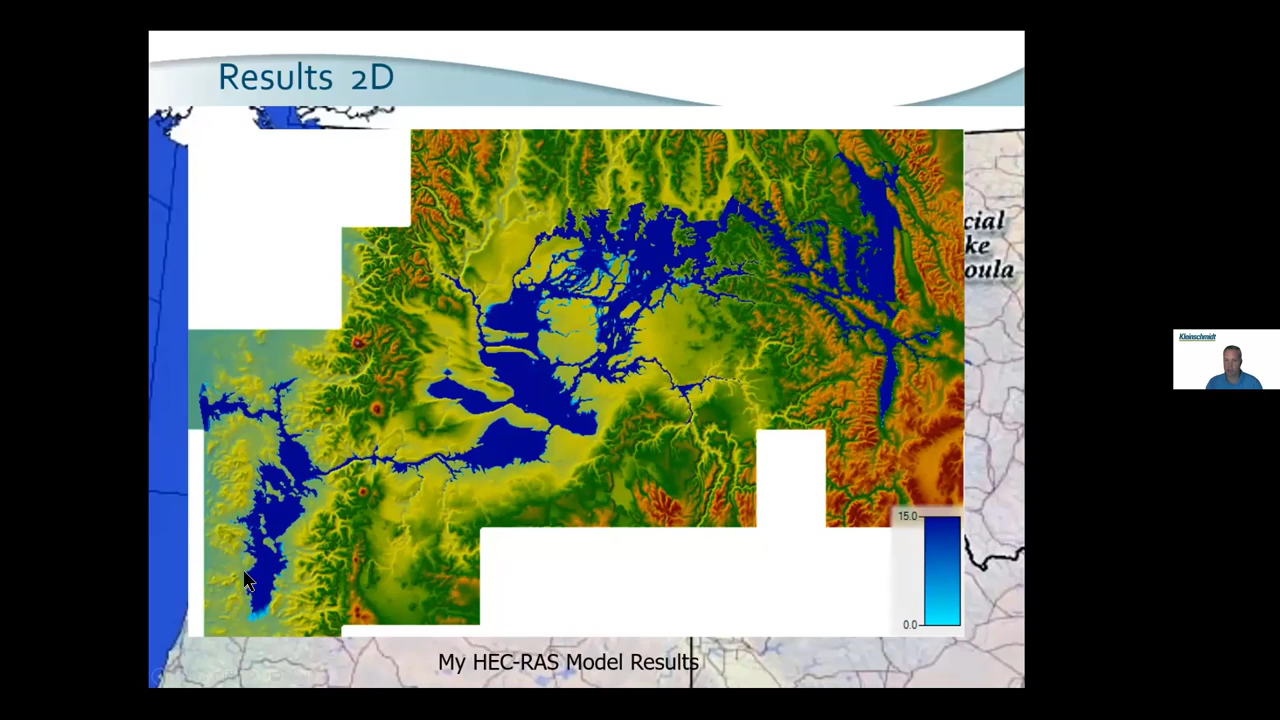 Results 2D
cial
ke
oula
15.0
0.0
My HEC-RAS Model Results
Kleinschmidt